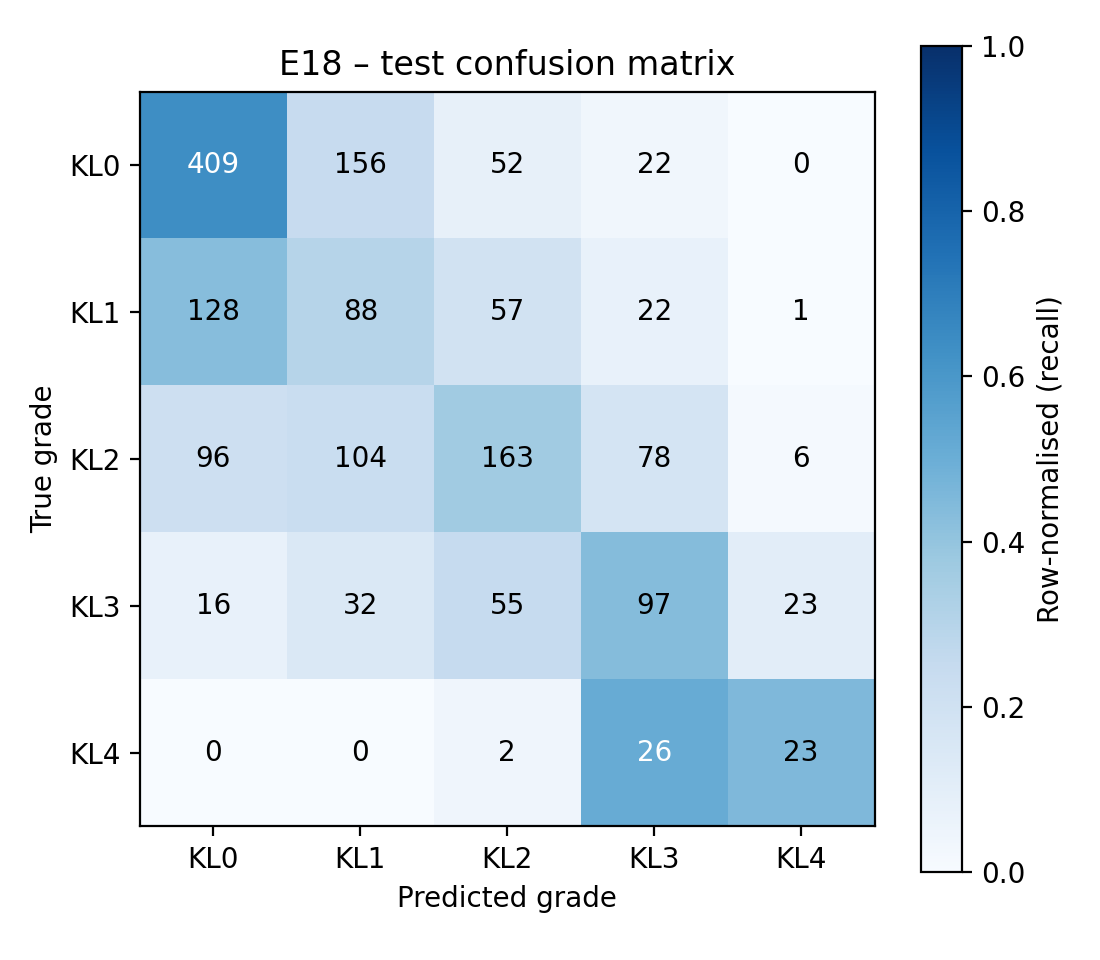 E18 – test confusion matrix
KL0 409 156 52 22 0
KL1 128 88 57 22 1
KL2 96 104 163 78 6
KL3 16 32 55 97 23
KL4 0 0 2 26 23
KL0 KL1 KL2 KL3 KL4
Predicted grade
True grade
1.0
0.8
0.6
0.4
0.2
0.0
Row-normalised (recall)